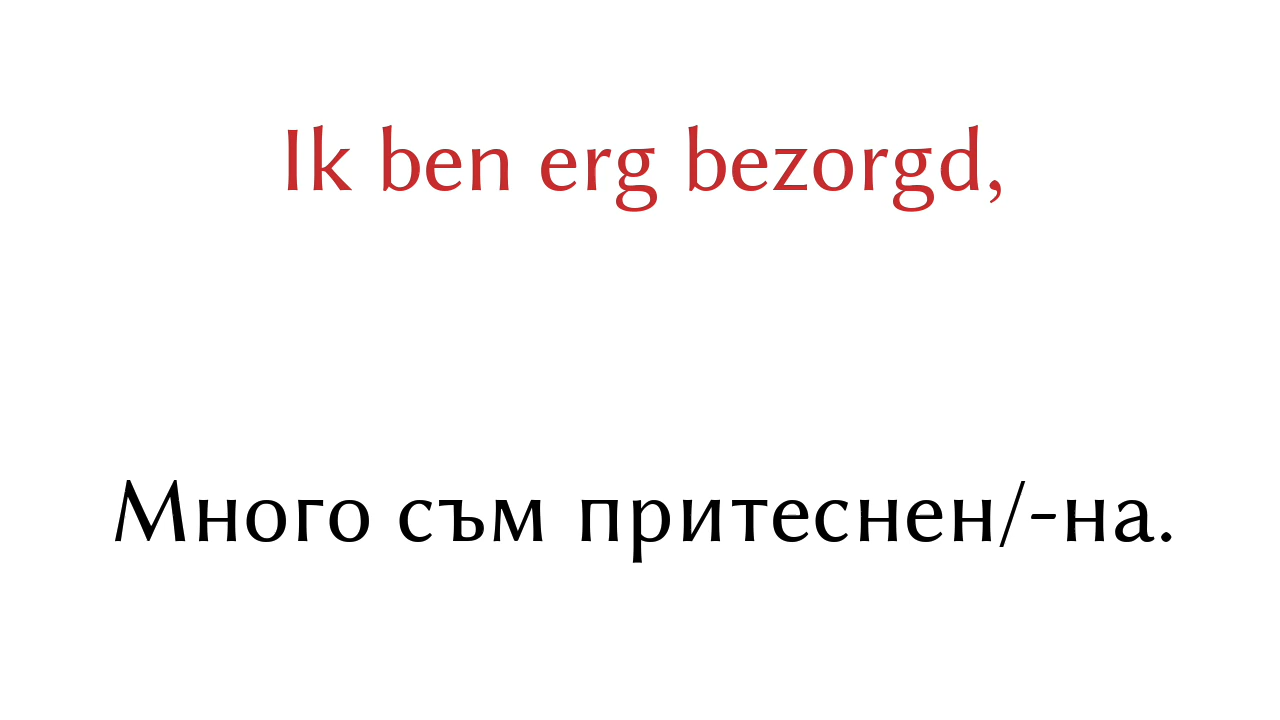 Ik ben erg bezorgd,
Много съм притеснен/-на.